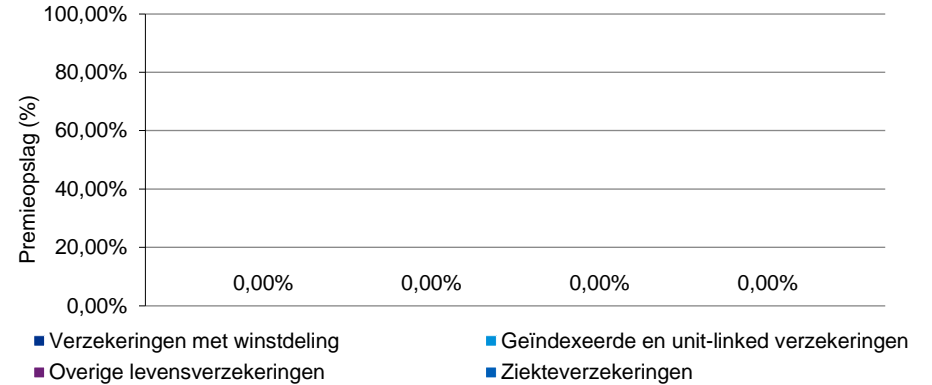 100,00%
80,00%
60,00%
40,00%
20,00%
0,00%
Premieopslag (%)
0,00% 0,00% 0,00% 0,00%
Verzekeringen met winstdeling Geïndexeerde en unit-linked verzekeringen
Overige levensverzekeringen Ziekteverzekeringen